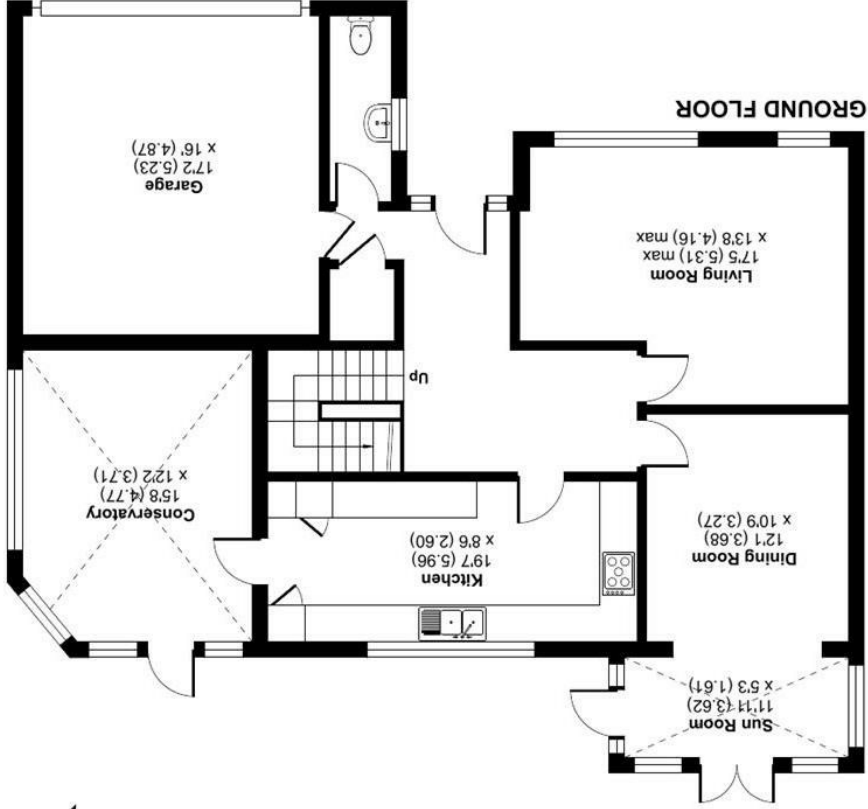 Sun Room
11'11 (3.62)
x 5'3 (1.61)
Dining Room
12'1 (3.68)
x 10'9 (3.27)
Kitchen
19'7 (5.96)
x 8'6 (2.60)
Conservatory
15'8 (4.77)
x 12'2 (3.71)
Up
Living Room
17'5 (5.31) max
x 13'8 (4.16) max
Garage
17'2 (5.23)
x 16' (4.87)
GROUND FLOOR